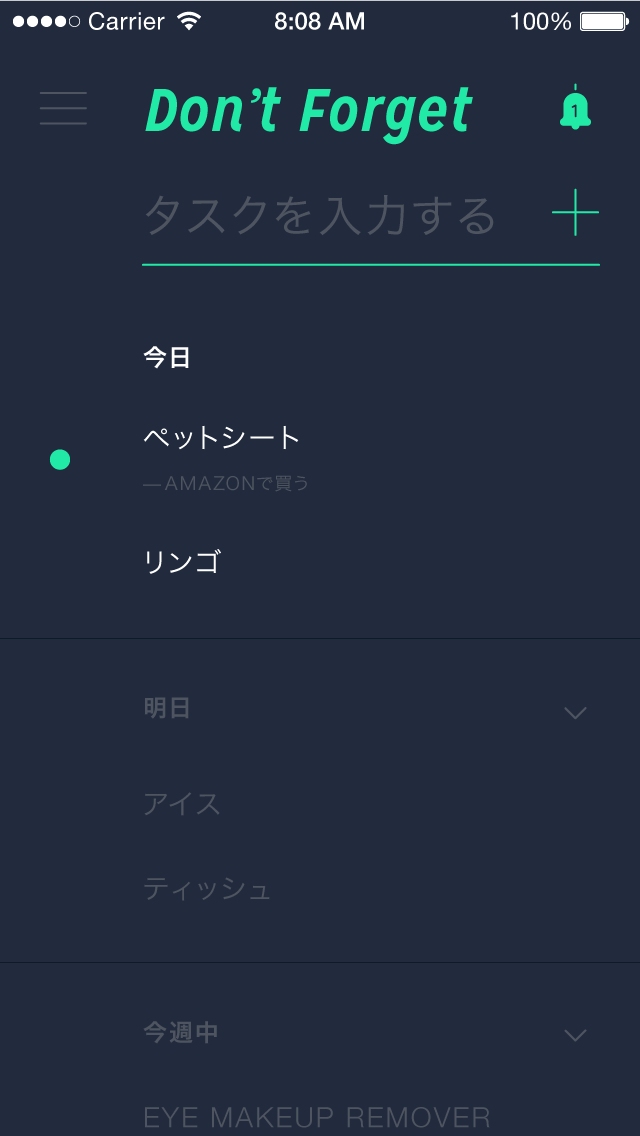 Carrier 8:08 AM 100%
Don't Forget 1
タスクを入力する
今日
ペットシート
—AMAZONで買う
リンゴ
明日
アイス
ティッシュ
今週中
EYE MAKEUP REMOVER